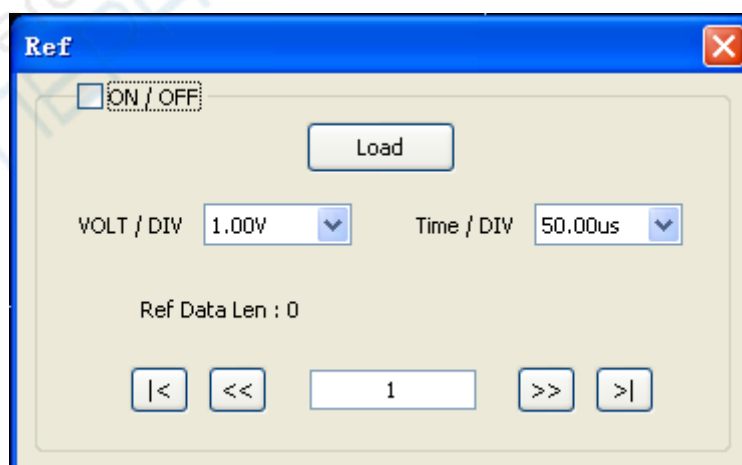 Ref
ON / OFF
Load
VOLT / DIV 1.00V Time / DIV 50.00us
Ref Data Len : 0
|< << 1 >> >|